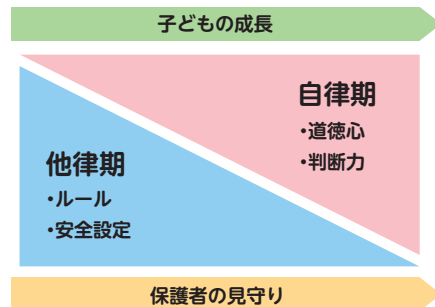 子どもの成長
自律期
・道徳心
・判断力
他律期
・ルール
・安全設定
保護者の見守り